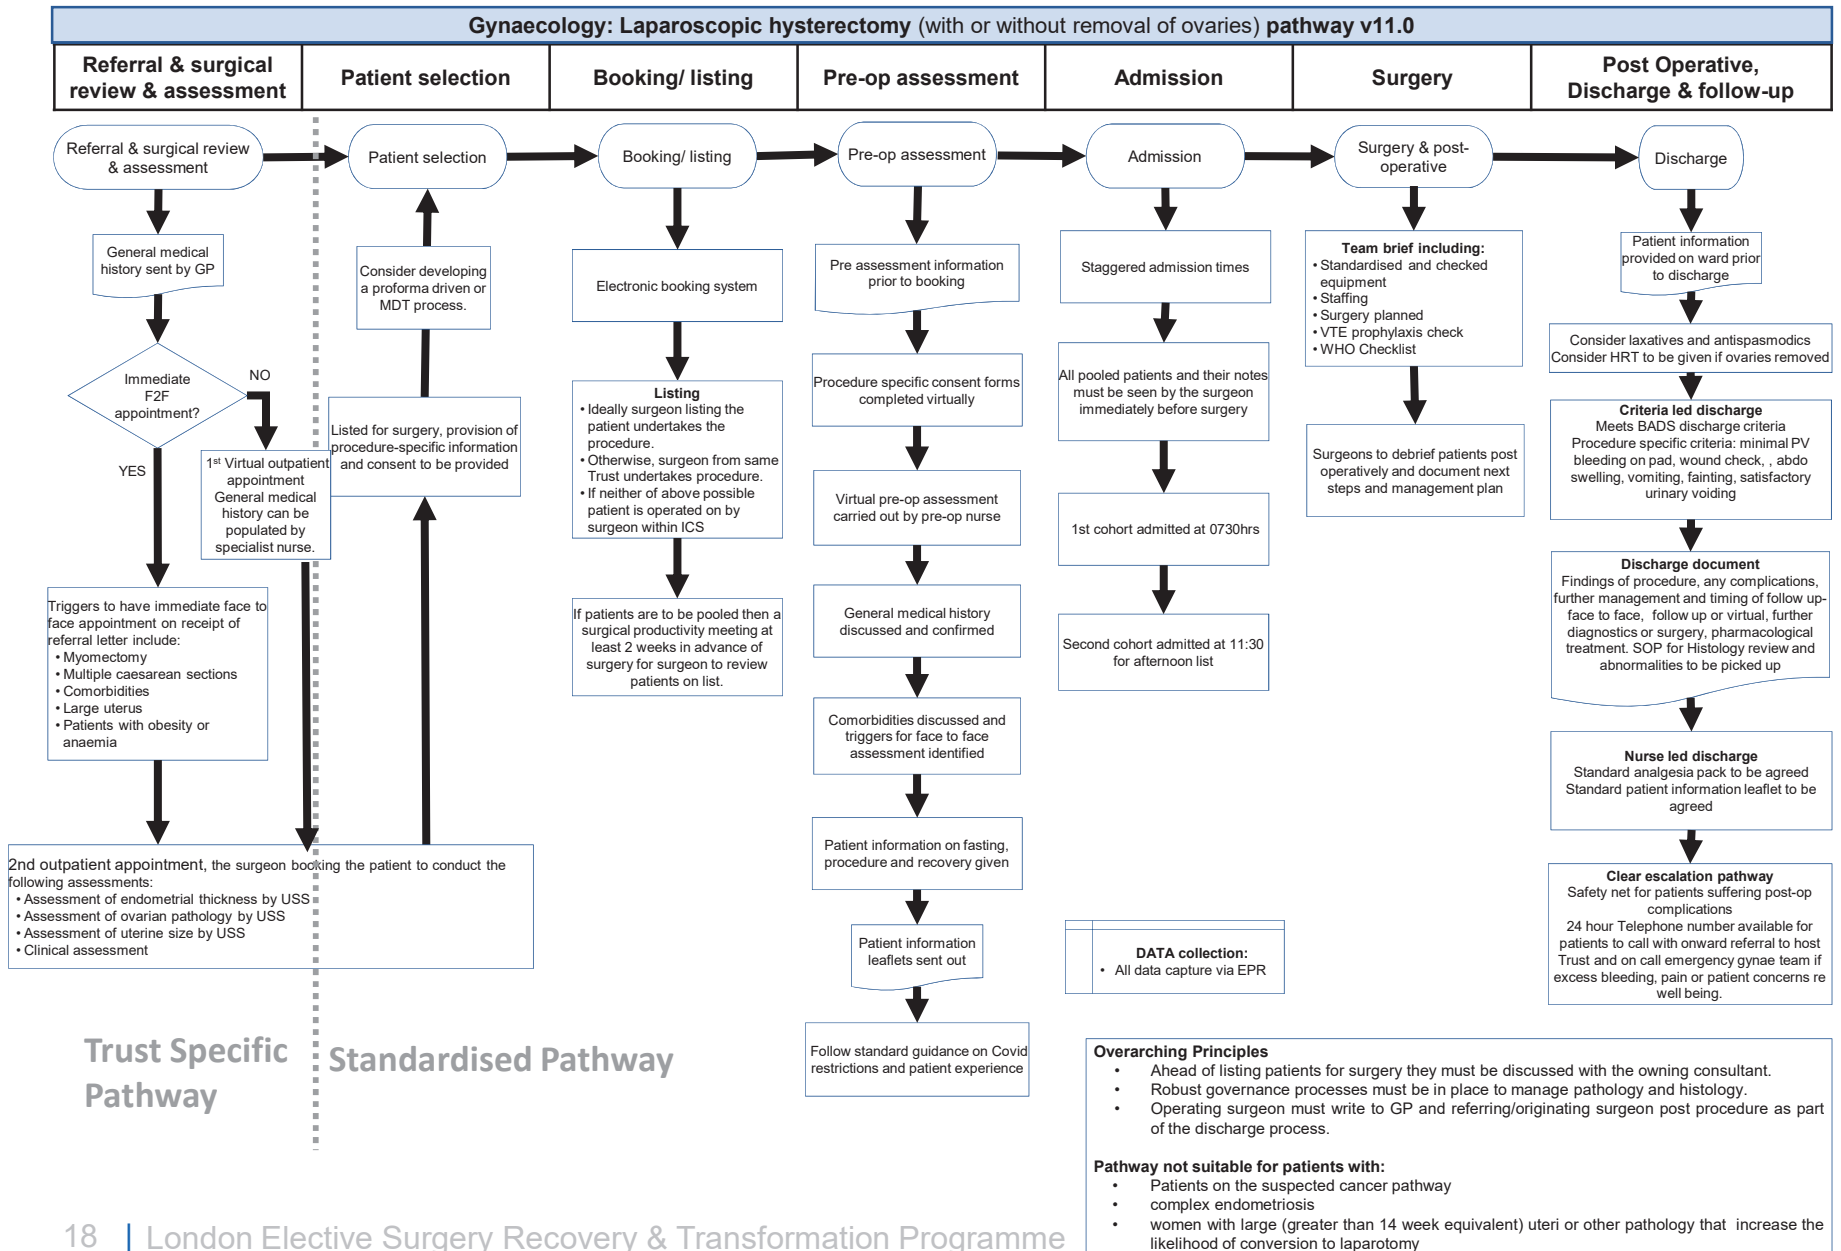 Gynaecology: Laparoscopic hysterectomy (with or without removal of ovaries) pathway v11.0
Referral & surgical
review & assessment
Patient selection
Booking/ listing
Pre-op assessment
Admission
Surgery
Post Operative,
Discharge & follow-up
Referral & surgical review
& assessment
Patient selection
Booking/ listing
Pre-op assessment
Admission
Surgery & post-
operative
Discharge
General medical
history sent by GP
Immediate
F2F
appointment?
NO
YES
1st Virtual outpatient
appointment
General medical
history can be
populated by
specialist nurse.
Triggers to have immediate face to
face appointment on receipt of
referral letter include:
• Myomectomy
• Multiple caesarean sections
• Comorbidities
• Large uterus
• Patients with obesity or
anaemia
2nd outpatient appointment, the surgeon booking the patient to conduct the
following assessments:
• Assessment of endometrial thickness by USS
• Assessment of ovarian pathology by USS
• Assessment of uterine size by USS
• Clinical assessment
Consider developing
a proforma driven or
MDT process.
Listed for surgery, provision of
procedure-specific information
and consent to be provided
Electronic booking system
Listing
• Ideally surgeon listing the
patient undertakes the
procedure.
• Otherwise, surgeon from same
Trust undertakes procedure.
• If neither of above possible
patient is operated on by
surgeon within ICS
If patients are to be pooled then a
surgical productivity meeting at
least 2 weeks in advance of
surgery for surgeon to review
patients on list.
Pre assessment information
prior to booking
Procedure specific consent forms
completed virtually
Virtual pre-op assessment
carried out by pre-op nurse
General medical history
discussed and confirmed
Comorbidities discussed and
triggers for face to face
assessment identified
Patient information on fasting,
procedure and recovery given
Patient information
leaflets sent out
Follow standard guidance on Covid
restrictions and patient experience
Staggered admission times
All pooled patients and their notes
must be seen by the surgeon
immediately before surgery
1st cohort admitted at 0730hrs
Second cohort admitted at 11:30
for afternoon list
DATA collection:
• All data capture via EPR
Team brief including:
• Standardised and checked
equipment
• Staffing
• Surgery planned
• VTE prophylaxis check
• WHO Checklist
Surgeons to debrief patients post
operatively and document next
steps and management plan
Patient information
provided on ward prior
to discharge
Consider laxatives and antispasmodics
Consider HRT to be given if ovaries removed
Criteria led discharge
Meets BADS discharge criteria
Procedure specific criteria: minimal PV
bleeding on pad, wound check, , abdo
swelling, vomiting, fainting, satisfactory
urinary voiding
Discharge document
Findings of procedure, any complications,
further management and timing of follow up-
face to face, follow up or virtual, further
diagnostics or surgery, pharmacological
treatment. SOP for Histology review and
abnormalities to be picked up
Nurse led discharge
Standard analgesia pack to be agreed
Standard patient information leaflet to be
agreed
Clear escalation pathway
Safety net for patients suffering post-op
complications
24 hour Telephone number available for
patients to call with onward referral to host
Trust and on call emergency gynae team if
excess bleeding, pain or patient concerns re
well being.
Trust Specific
Pathway
Standardised Pathway
Overarching Principles
• Ahead of listing patients for surgery they must be discussed with the owning consultant.
• Robust governance processes must be in place to manage pathology and histology.
• Operating surgeon must write to GP and referring/originating surgeon post procedure as part
of the discharge process.
Pathway not suitable for patients with:
• Patients on the suspected cancer pathway
• complex endometriosis
• women with large (greater than 14 week equivalent) uteri or other pathology that increase the
likelihood of conversion to laparotomy
18 | London Elective Surgery Recovery & Transformation Programme